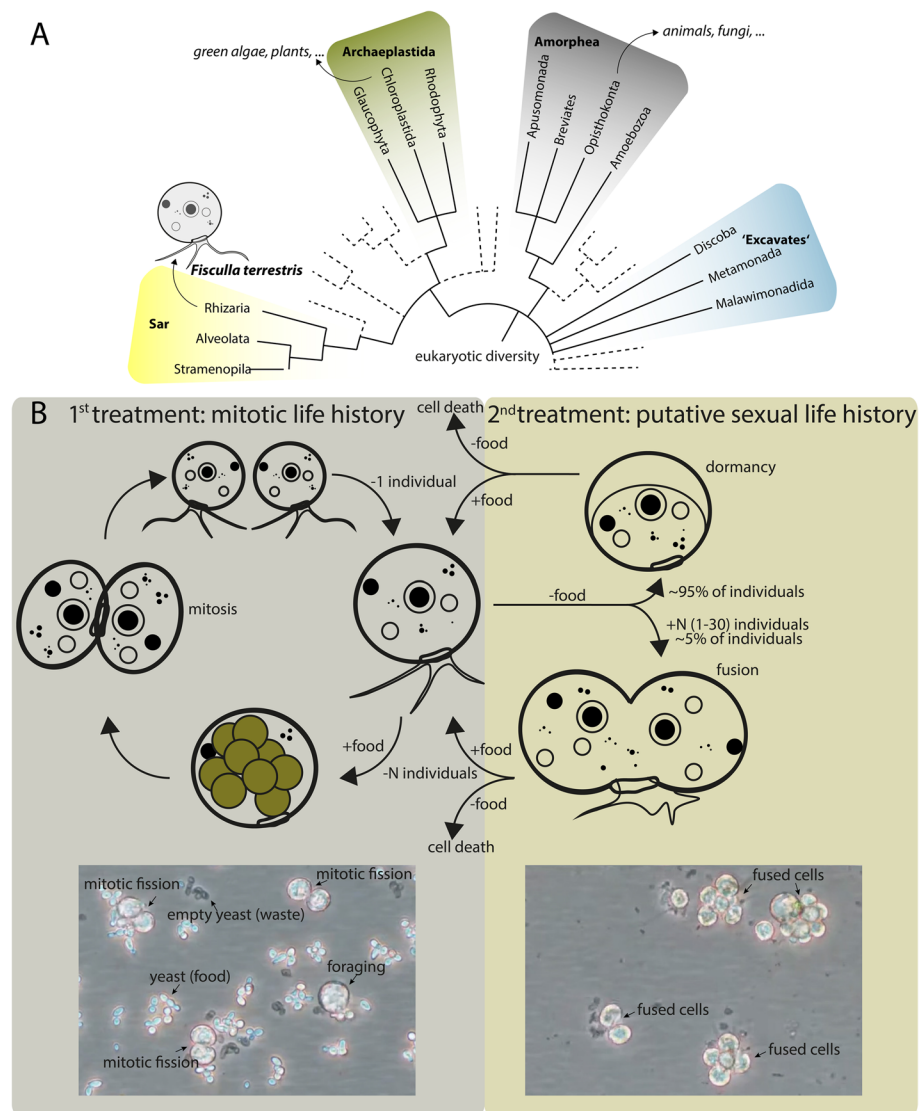 A
green algae, plants, ...
Archaeplastida
Glaucophyta
Chloroplastida
Rhodophyta
Amorphea
animals, fungi, ...
Apusomonada
Breviates
Opisthokonta
Amoebozoa
'Excavates'
Discoba
Metamonada
Malawimonadida
Fisculla terrestris
Sar
Rhizaria
Alveolata
Stramenopila
eukaryotic diversity
B
1st treatment: mitotic life history
cell death
2nd treatment: putative sexual life history
-food
dormancy
-1 individual
+food
mitosis
-food
~95% of individuals
+N (1-30) individuals
~5% of individuals
fusion
+food
-N individuals
+food
-food
cell death
mitotic fission
mitotic fission
empty yeast (waste)
yeast (food)
foraging
mitotic fission
fused cells
fused cells
fused cells